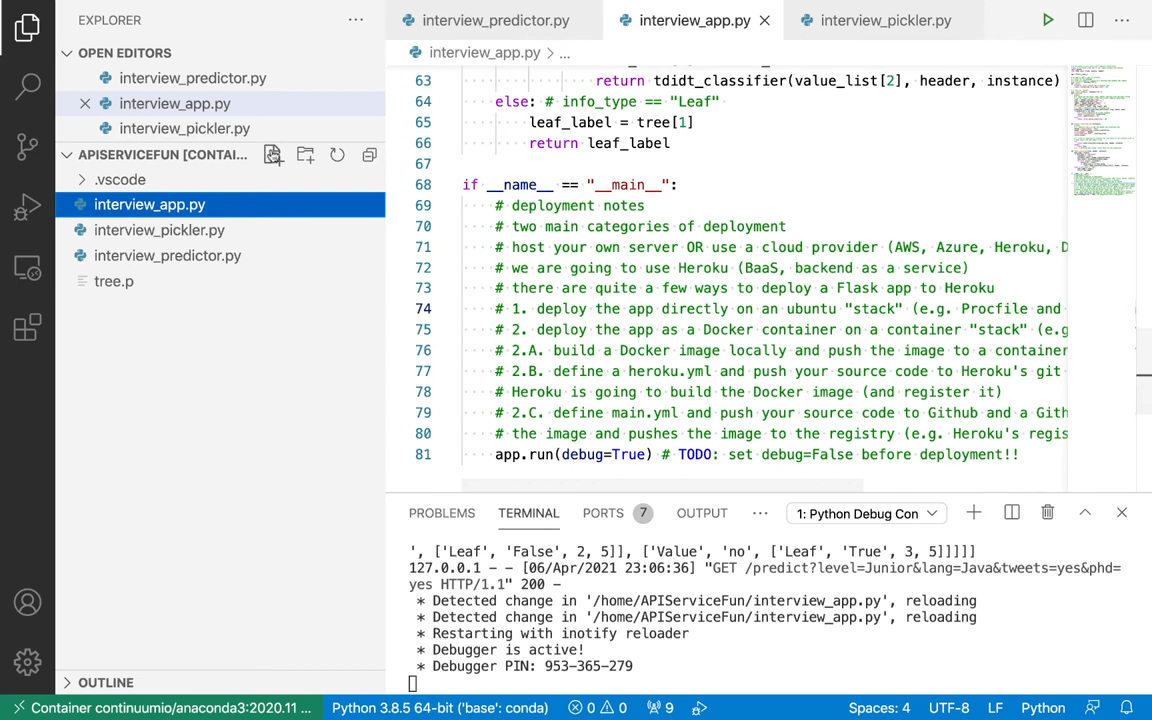 EXPLORER
OPEN EDITORS
interview_predictor.py
interview_app.py
interview_pickler.py
APISERVICEFUN [CONTAI...
.vscode
interview_app.py
interview_pickler.py
interview_predictor.py
tree.p
OUTLINE
interview_predictor.py interview_app.py interview_pickler.py
interview_app.py > ...
63 return tdidt_classifier(value_list[2], header, instance)
64 else: # info_type == "Leaf"
65 leaf_label = tree[1]
66 return leaf_label
67
68 if __name__ == "__main__":
69 # deployment notes
70 # two main categories of deployment
71 # host your own server OR use a cloud provider (AWS, Azure, Heroku, D
72 # we are going to use Heroku (BaaS, backend as a service)
73 # there are quite a few ways to deploy a Flask app to Heroku
74 # 1. deploy the app directly on an ubuntu "stack" (e.g. Procfile and
75 # 2. deploy the app as a Docker container on a container "stack" (e.g
76 # 2.A. build a Docker image locally and push the image to a container
77 # 2.B. define a heroku.yml and push your source code to Heroku's git
78 # Heroku is going to build the Docker image (and register it)
79 # 2.C. define main.yml and push your source code to Github and a Gith
80 # the image and pushes the image to the registry (e.g. Heroku's regis
81 app.run(debug=True) # TODO: set debug=False before deployment!!
PROBLEMS TERMINAL PORTS 7 OUTPUT ... 1: Python Debug Con
', ['Leaf', 'False', 2, 5]], ['Value', 'no', ['Leaf', 'True', 3, 5]]]]]
127.0.0.1 - - [06/Apr/2021 23:06:36] "GET /predict?level=Junior&lang=Java&tweets=yes&phd=
yes HTTP/1.1" 200 -
* Detected change in '/home/APIServiceFun/interview_app.py', reloading
* Detected change in '/home/APIServiceFun/interview_app.py', reloading
* Restarting with inotify reloader
* Debugger is active!
* Debugger PIN: 953-365-279
Container continuumio/anaconda3:2020.11 ... Python 3.8.5 64-bit ('base': conda) 0 0 9 Spaces: 4 UTF-8 LF Python